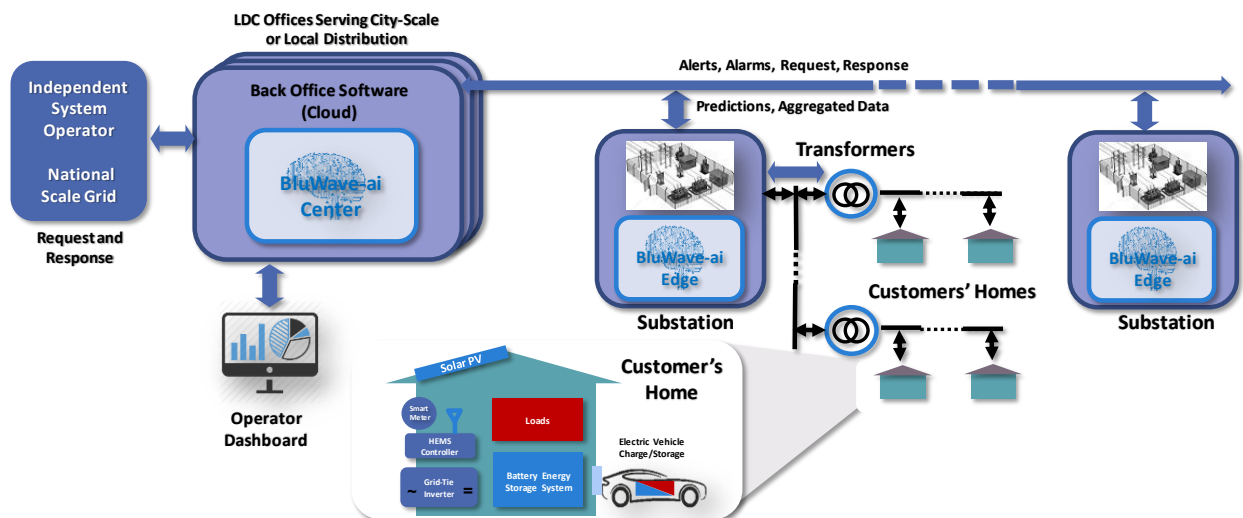 LDC Offices Serving City-Scale
or Local Distribution
Independent
System
Operator
National
Scale Grid
Request and
Response
Back Office Software
(Cloud)
BluWave-ai
Center
Alerts, Alarms, Request, Response
Predictions, Aggregated Data
Transformers
BluWave-ai
Edge
Substation
Customers' Homes
BluWave-ai
Edge
Substation
Operator
Dashboard
Solar PV
Customer's
Home
Smart
Meter
HEMS
Controller
~ Grid-Tie
Inverter =
Loads
Battery Energy
Storage System
Electric Vehicle
Charge/Storage